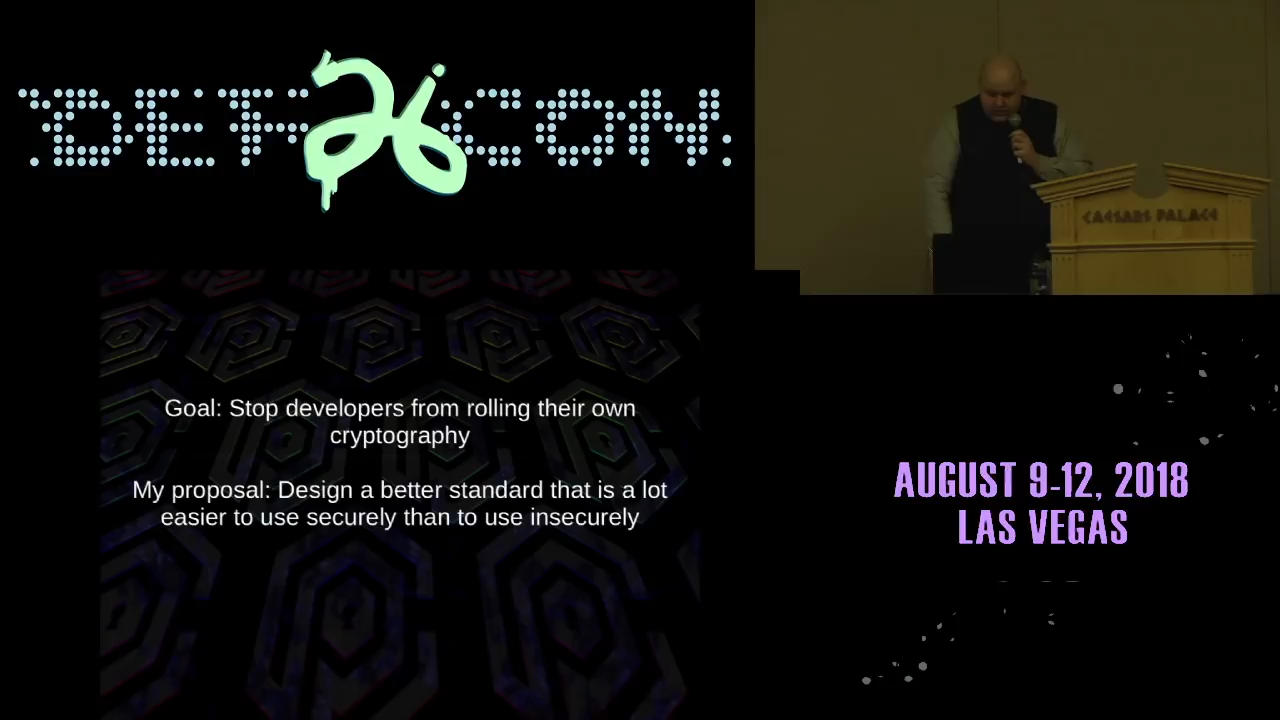 DEF CON
26
CAESARS PALACE
Goal: Stop developers from rolling their own
cryptography
My proposal: Design a better standard that is a lot
easier to use securely than to use insecurely
AUGUST 9-12, 2018
LAS VEGAS